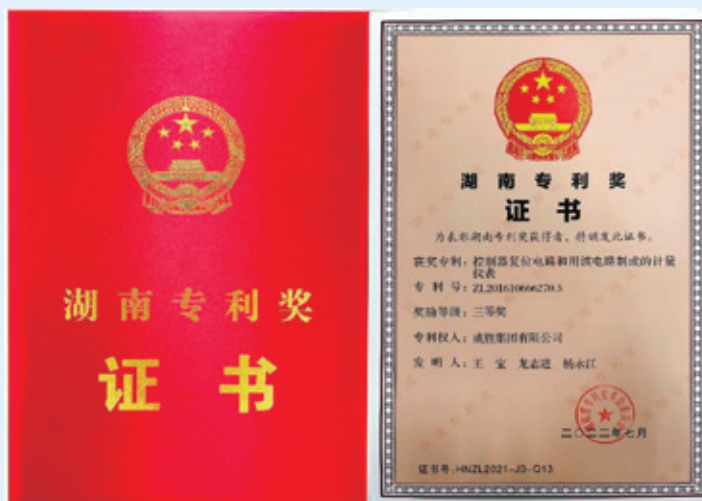 湖南专利奖
证书
湖南专利奖
证书
为表彰湖南专利奖获得者，特颁发此证书。
获奖专利：控制器复位电路和用该电路制成的计量
仪表
专利号：ZL201610666270.5
奖励等级：三等奖
专利权人：威胜集团有限公司
发明人：王宝 龙志进 杨永江
二〇二二年七月
证书号：HNZL2021-J3-Q13